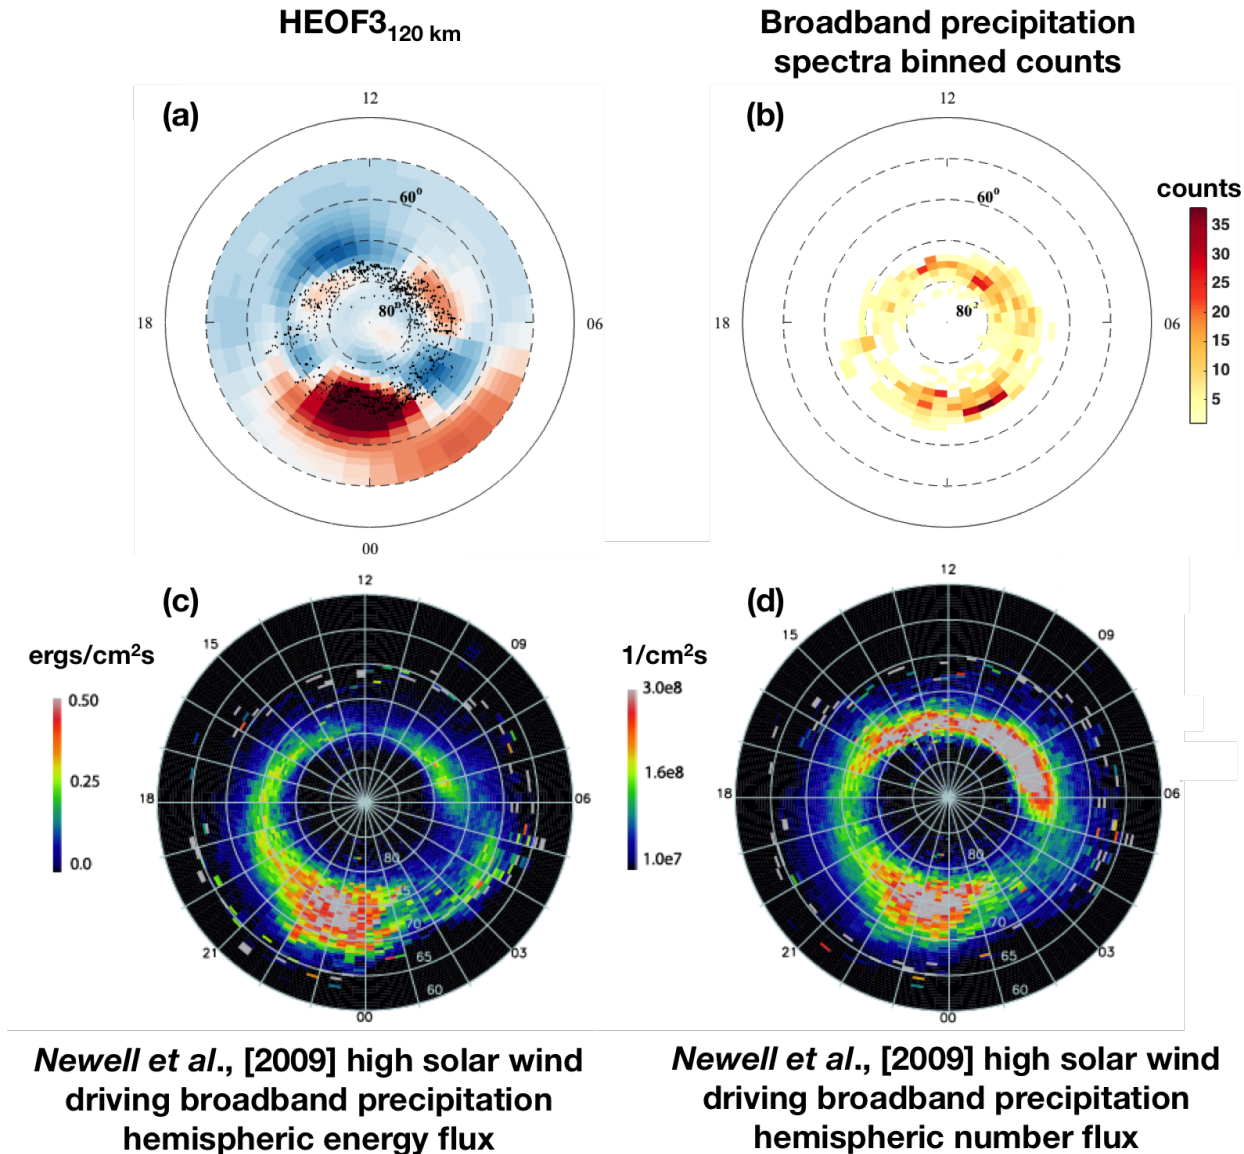 HEOF3120 km
Broadband precipitation
spectra binned counts
(a)
12
60°
80°
75
18
06
00
(b)
12
60°
80
06
counts
35
30
25
20
15
10
5
(c)
12
15
09
ergs/cm2s
0.50
0.25
0.0
18
06
80
75
70
65
60
21
03
00
(d)
12
15
09
1/cm2s
3.0e8
1.6e8
1.0e7
18
06
80
75
70
65
60
21
03
00
Newell et al., [2009] high solar wind
driving broadband precipitation
hemispheric energy flux
Newell et al., [2009] high solar wind
driving broadband precipitation
hemispheric number flux